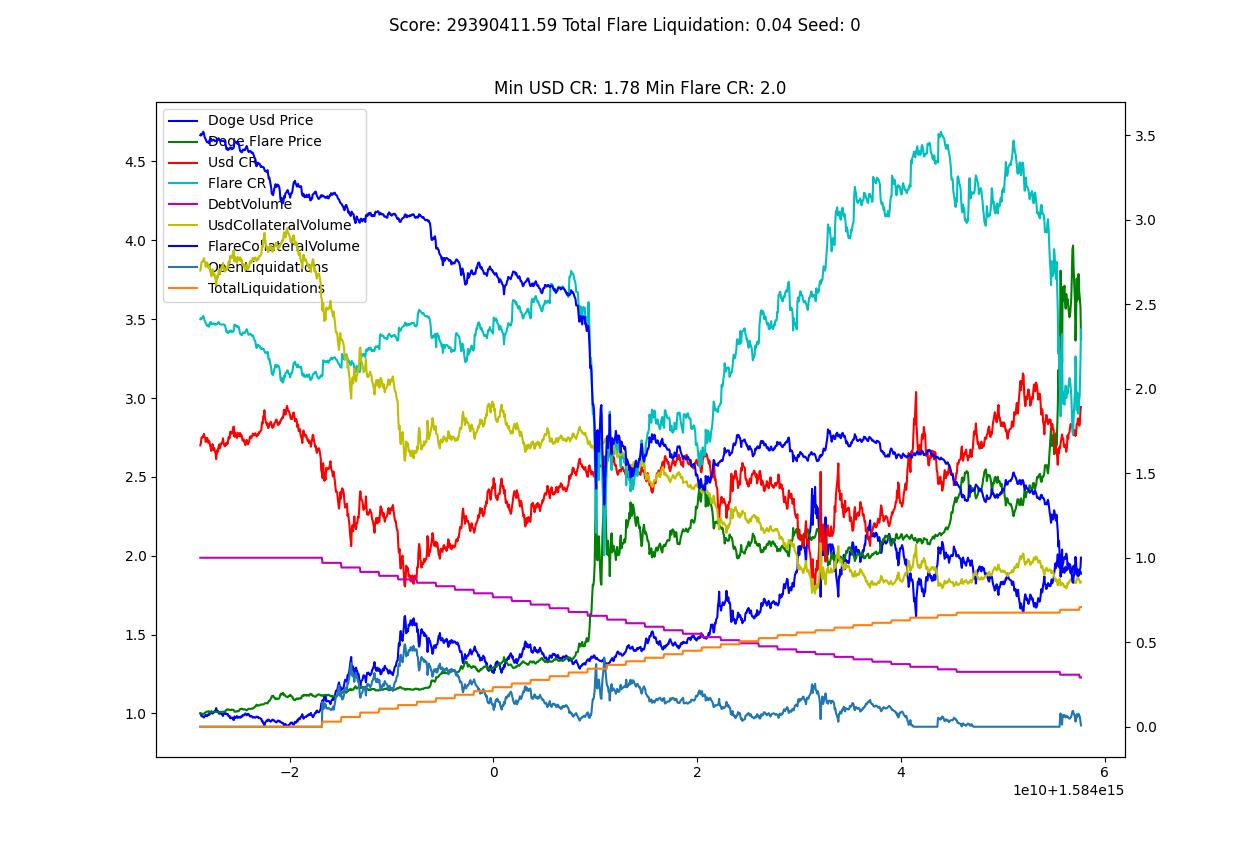 Score: 29390411.59 Total Flare Liquidation: 0.04 Seed: 0
Min USD CR: 1.78 Min Flare CR: 2.0
Doge Usd Price
Doge Flare Price
Usd CR
Flare CR
DebtVolume
UsdCollateralVolume
FlareCollateralVolume
OpenLiquidations
TotalLiquidations
4.5
4.0
3.5
3.0
2.5
2.0
1.5
1.0
3.5
3.0
2.5
2.0
1.5
1.0
0.5
0.0
−2 0 2 4 6
1e10+1.584e15